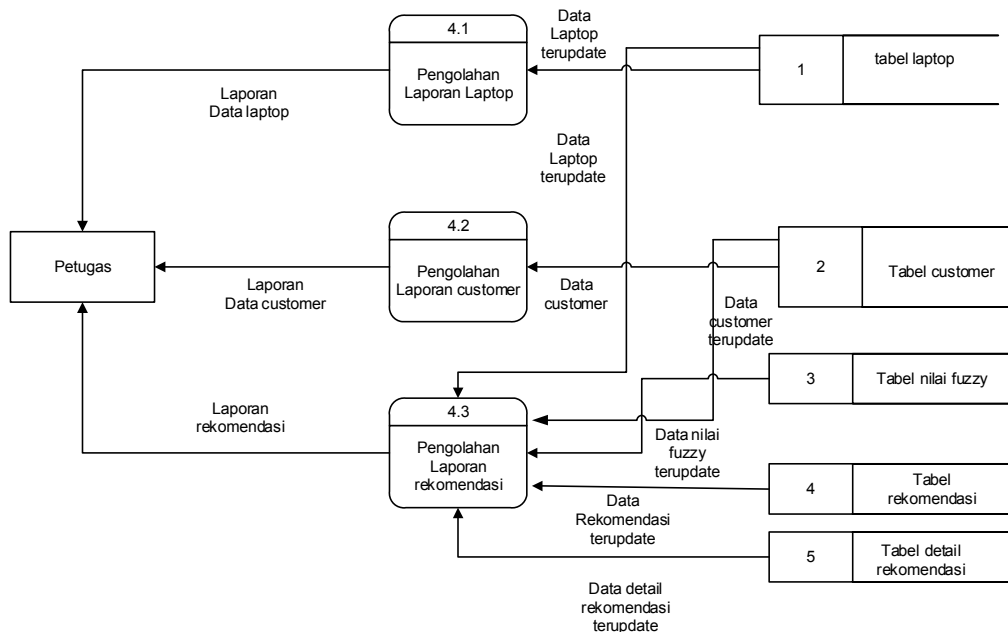 4.1
Pengolahan
Laporan Laptop
Data
Laptop
terupdate
1
tabel laptop
Laporan
Data laptop
Data
Laptop
terupdate
4.2
Pengolahan
Laporan customer
Petugas
Laporan
Data customer
Data
customer
2
Tabel customer
Data
customer
terupdate
3
Tabel nilai fuzzy
4.3
Pengolahan
Laporan
rekomendasi
Laporan
rekomendasi
Data nilai
fuzzy
terupdate
4
Tabel
rekomendasi
Data
Rekomendasi
terupdate
5
Tabel detail
rekomendasi
Data detail
rekomendasi
terupdate